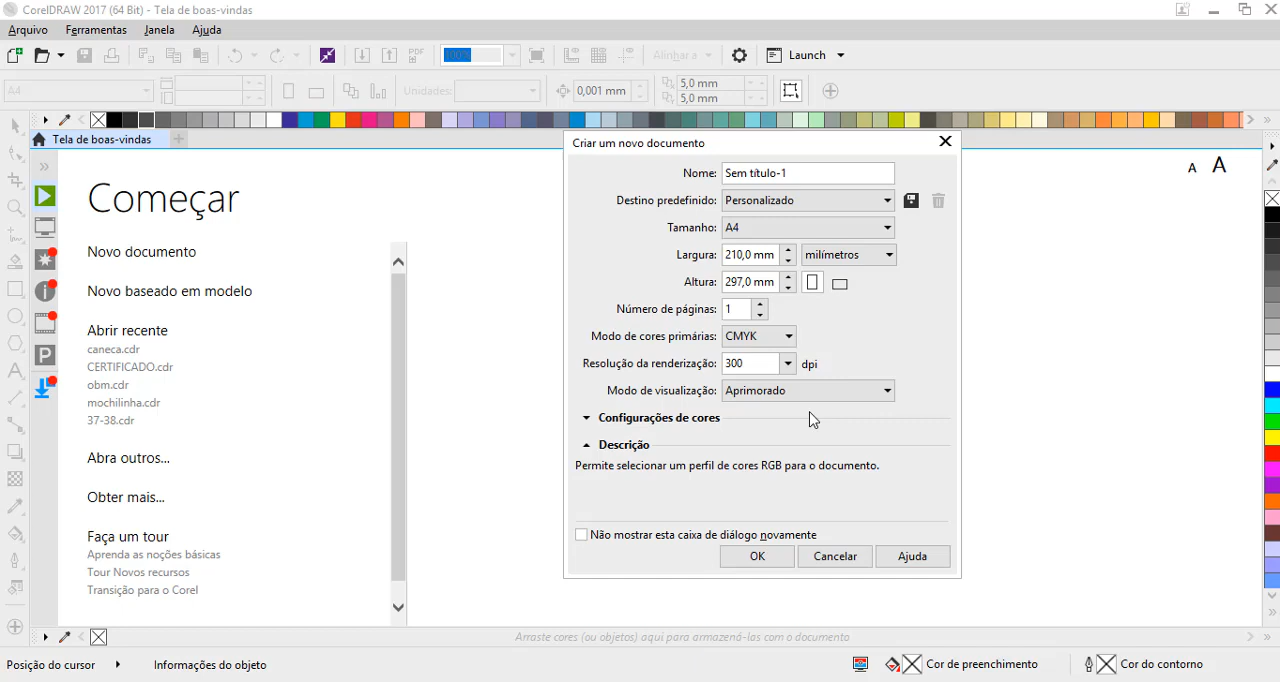 CorelDRAW 2017 (64 Bit) - Tela de boas-vindas
Arquivo Ferramentas Janela Ajuda
PDF 100% Alinhar a Launch
A4 Unidades: 0,001 mm 5,0 mm
5,0 mm
Tela de boas-vindas
Começar
Novo documento
Novo baseado em modelo
Abrir recente
caneca.cdr
CERTIFICADO.cdr
obm.cdr
mochilinha.cdr
37-38.cdr
Abra outros...
Obter mais...
Faça um tour
Aprenda as noções básicas
Tour Novos recursos
Transição para o Corel
A A
Criar um novo documento
Nome: Sem título-1
Destino predefinido: Personalizado
Tamanho: A4
Largura: 210,0 mm milímetros
Altura: 297,0 mm
Número de páginas: 1
Modo de cores primárias: CMYK
Resolução da renderização: 300 dpi
Modo de visualização: Aprimorado
Configurações de cores
Descrição
Permite selecionar um perfil de cores RGB para o documento.
Não mostrar esta caixa de diálogo novamente
OK Cancelar Ajuda
Arraste cores (ou objetos) aqui para armazená-las com o documento
Posição do cursor Informações do objeto Cor de preenchimento Cor do contorno